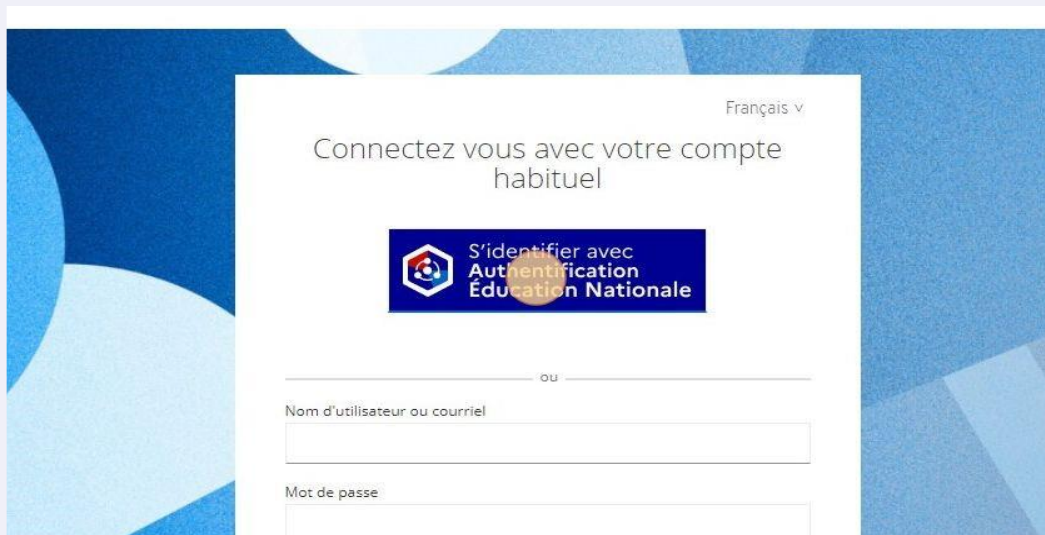 Français v
Connectez vous avec votre compte
habituel
S'identifier avec
Authentification
Éducation Nationale
ou
Nom d'utilisateur ou courriel
Mot de passe